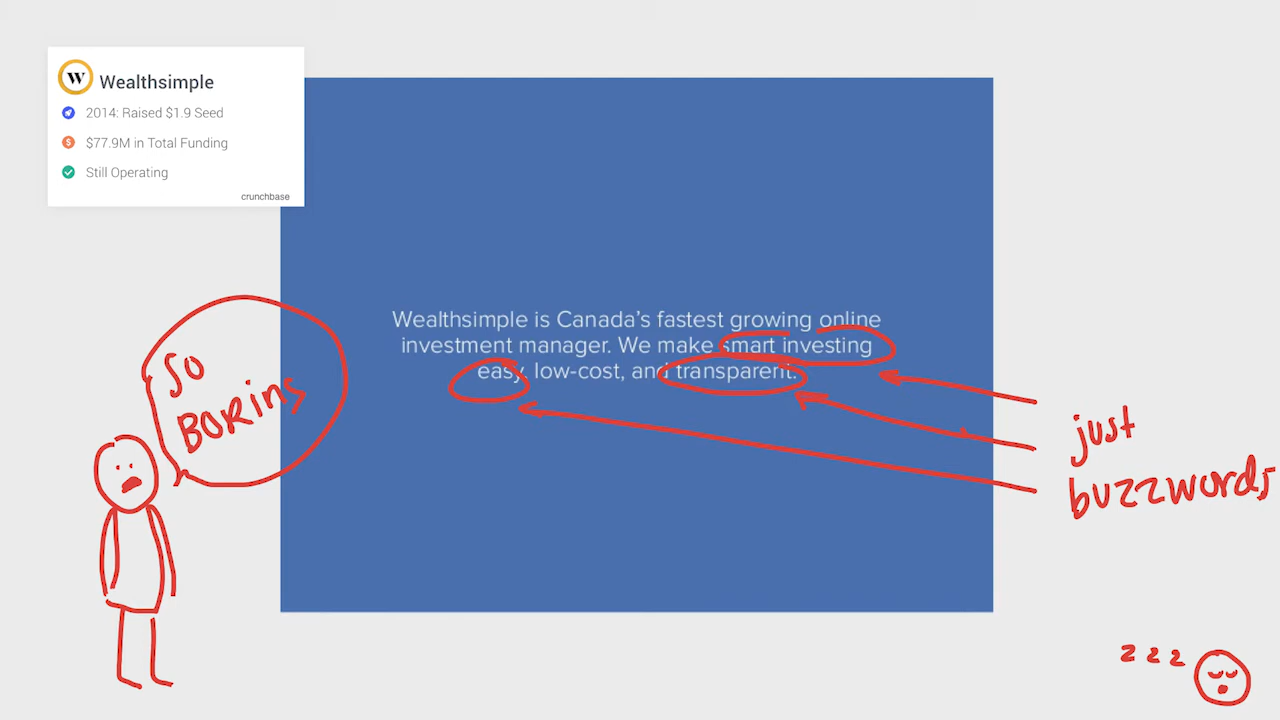 W Wealthsimple
2014: Raised $1.9 Seed
$ $77.9M in Total Funding
Still Operating
crunchbase
Wealthsimple is Canada's fastest growing online
investment manager. We make smart investing
easy, low-cost, and transparent.
SO
BORING
just
buzzwords
z z z